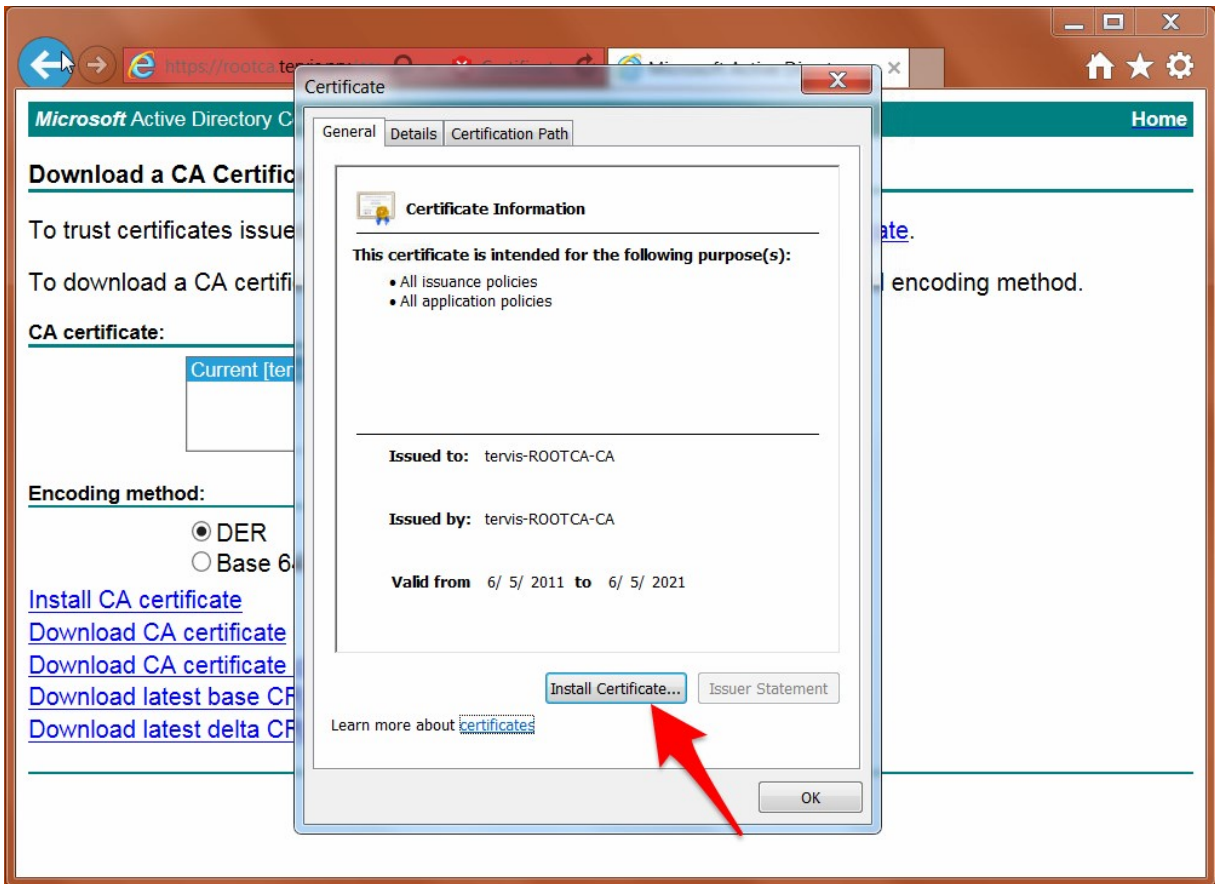 https://rootca.te
Certificate
Microsoft Active Directory C
Home
General
Details
Certification Path
Download a CA Certific
Certificate Information
To trust certificates issue
ate.
This certificate is intended for the following purpose(s):
• All issuance policies
• All application policies
To download a CA certifi
encoding method.
CA certificate:
Current [ter
Issued to: tervis-ROOTCA-CA
Encoding method:
Issued by: tervis-ROOTCA-CA
DER
Base 64
Valid from 6/ 5/ 2011 to 6/ 5/ 2021
Install CA certificate
Download CA certificate
Download CA certificate
Download latest base CR
Download latest delta CR
Install Certificate...
Issuer Statement
Learn more about certificates
OK